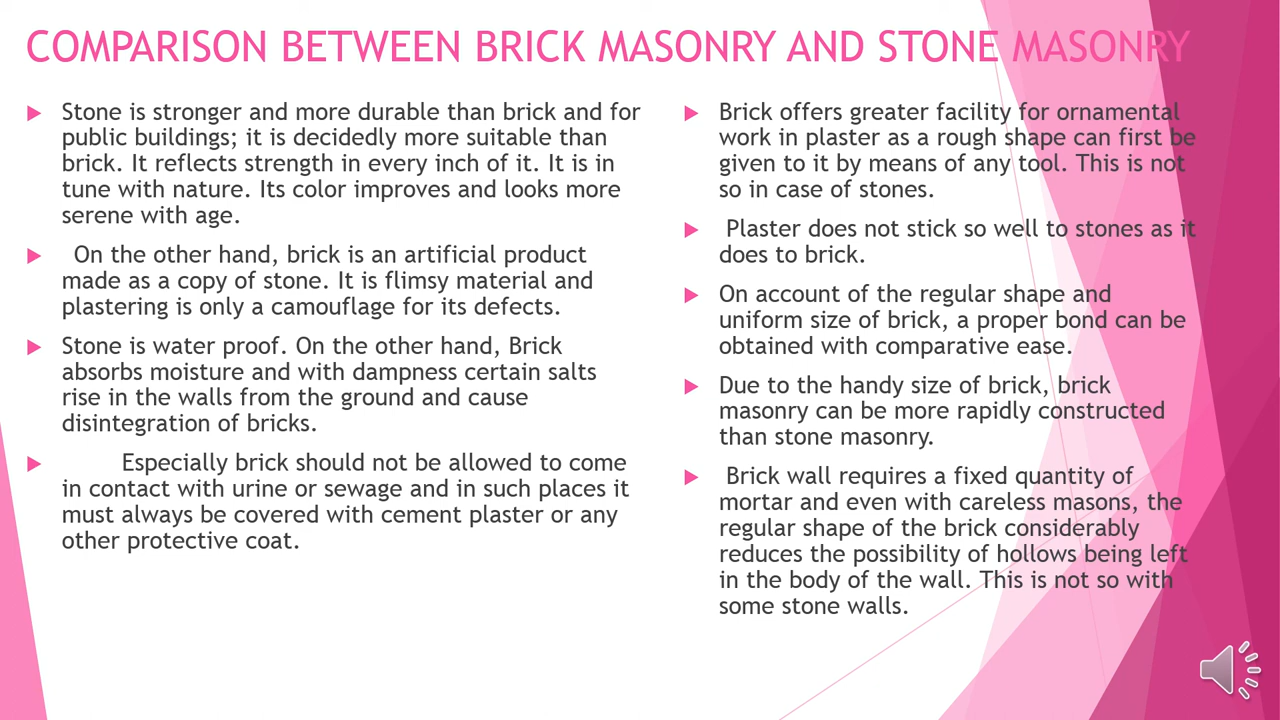 COMPARISON BETWEEN BRICK MASONRY AND STONE MASONRY
Stone is stronger and more durable than brick and for
public buildings; it is decidedly more suitable than
brick. It reflects strength in every inch of it. It is in
tune with nature. Its color improves and looks more
serene with age.
On the other hand, brick is an artificial product
made as a copy of stone. It is flimsy material and
plastering is only a camouflage for its defects.
Stone is water proof. On the other hand, Brick
absorbs moisture and with dampness certain salts
rise in the walls from the ground and cause
disintegration of bricks.
Especially brick should not be allowed to come
in contact with urine or sewage and in such places it
must always be covered with cement plaster or any
other protective coat.
Brick offers greater facility for ornamental
work in plaster as a rough shape can first be
given to it by means of any tool. This is not
so in case of stones.
Plaster does not stick so well to stones as it
does to brick.
On account of the regular shape and
uniform size of brick, a proper bond can be
obtained with comparative ease.
Due to the handy size of brick, brick
masonry can be more rapidly constructed
than stone masonry.
Brick wall requires a fixed quantity of
mortar and even with careless masons, the
regular shape of the brick considerably
reduces the possibility of hollows being left
in the body of the wall. This is not so with
some stone walls.